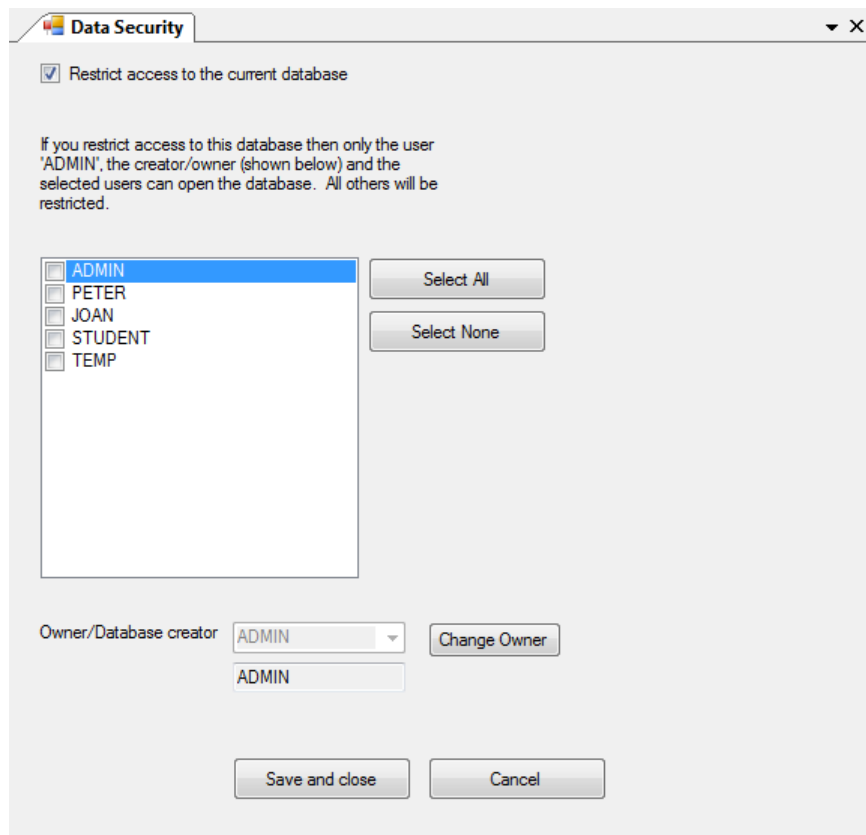 Data Security
Restrict access to the current database
If you restrict access to this database then only the user
'ADMIN', the creator/owner (shown below) and the
selected users can open the database.  All others will be
restricted.
ADMIN
PETER
JOAN
STUDENT
TEMP
Select All
Select None
Owner/Database creator
ADMIN
Change Owner
ADMIN
Save and close
Cancel